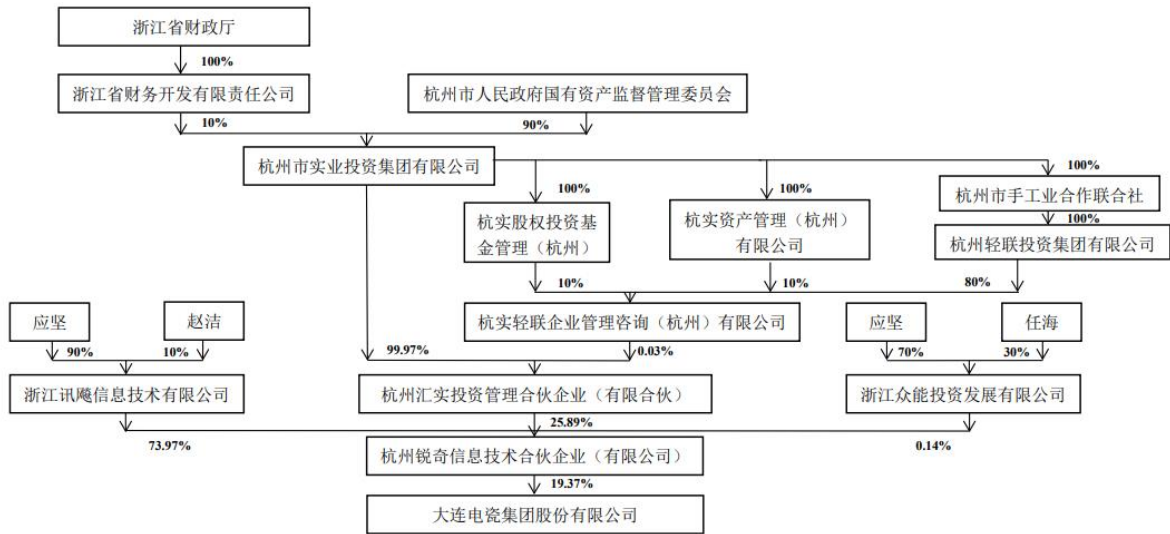 浙江省财政厅
100%
浙江省财务开发有限责任公司
杭州市人民政府国有资产监督管理委员会
10%
90%
杭州市实业投资集团有限公司
100%
100%
100%
杭州市手工业合作联合社
杭实股权投资基
金管理（杭州）
杭实资产管理（杭州）
有限公司
100%
杭州轻联投资集团有限公司
10%
10%
80%
应坚
赵洁
杭实轻联企业管理咨询（杭州）有限公司
应坚
任海
90%
10%
99.97%
0.03%
70%
30%
浙江讯飚信息技术有限公司
杭州汇实投资管理合伙企业（有限合伙）
浙江众能投资发展有限公司
73.97%
25.89%
0.14%
杭州锐奇信息技术合伙企业（有限公司）
19.37%
大连电瓷集团股份有限公司